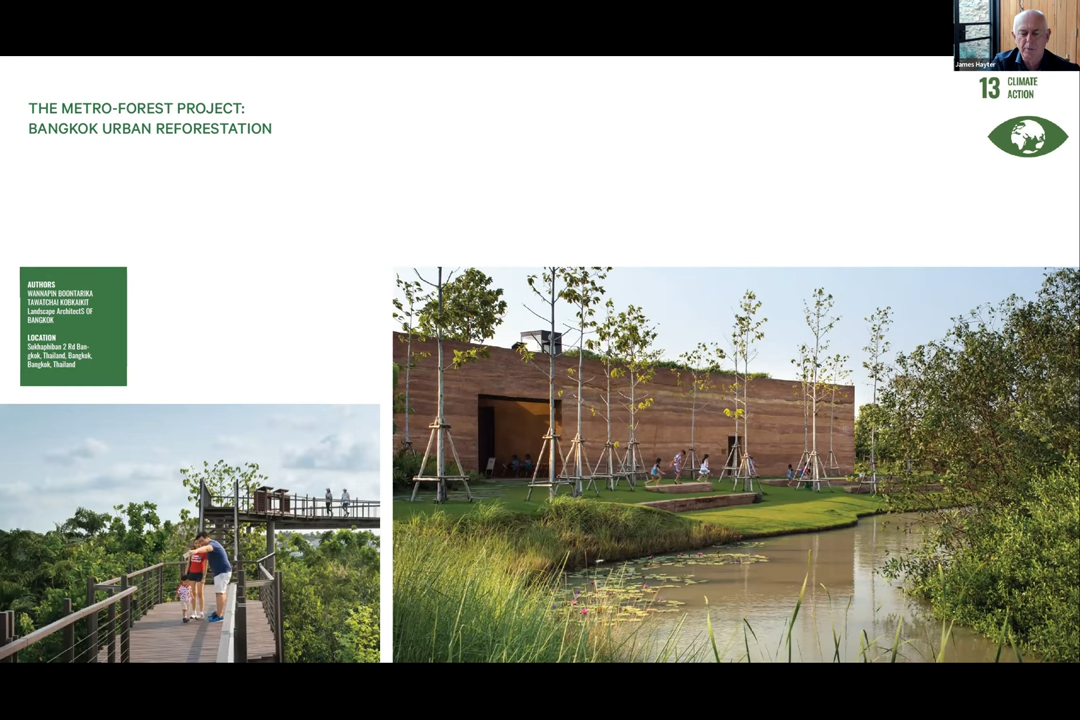 James Hayter
13 CLIMATE
ACTION
THE METRO-FOREST PROJECT:
BANGKOK URBAN REFORESTATION
AUTHORS
WANNAPIN BOONTARIKA
TAWATCHAI KOBKAIKIT
Landscape ArchitectS OF
BANGKOK
LOCATION
Sukhaphiban 2 Rd Ban-
gkok, Thailand, Bangkok,
Bangkok, Thailand